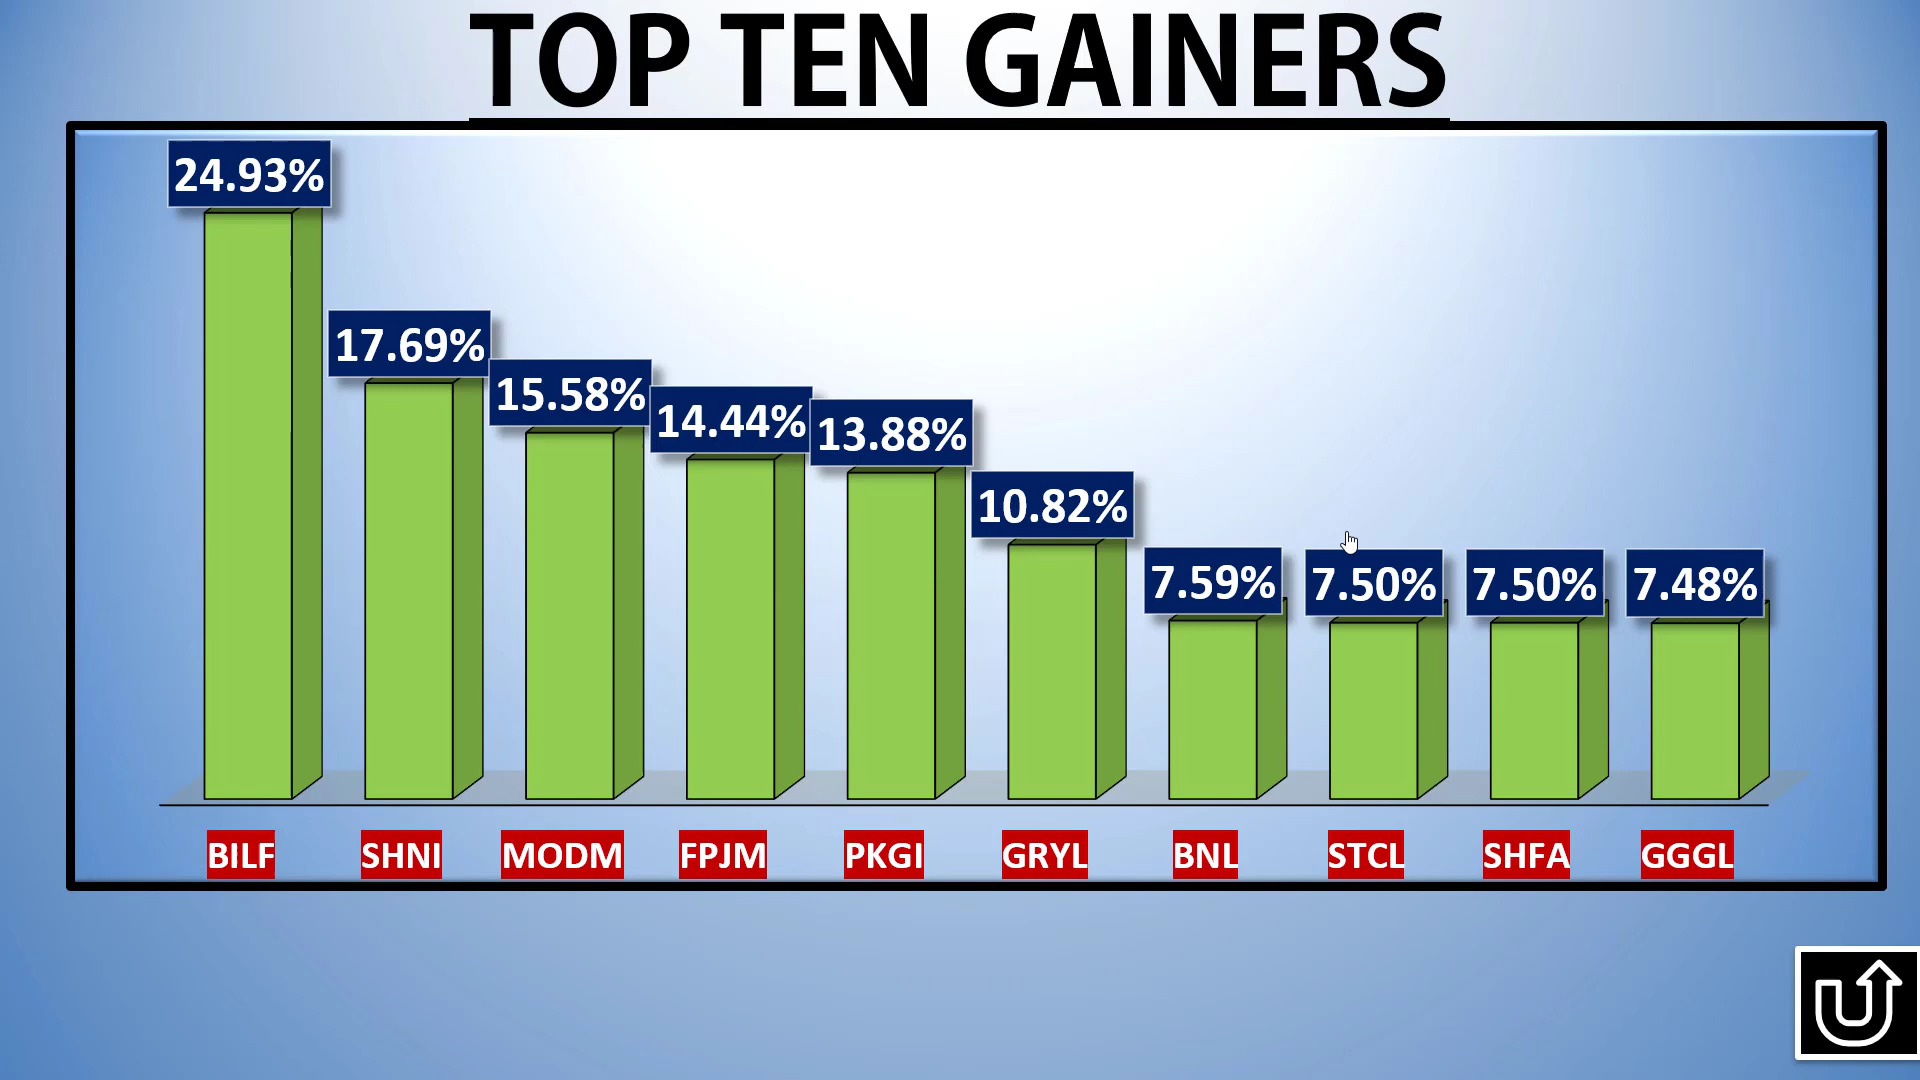 TOP TEN GAINERS
24.93%
17.69%
15.58%
14.44%
13.88%
10.82%
7.59%
7.50%
7.50%
7.48%
BILF
SHNI
MODM
FPJM
PKGI
GRYL
BNL
STCL
SHFA
GGGL